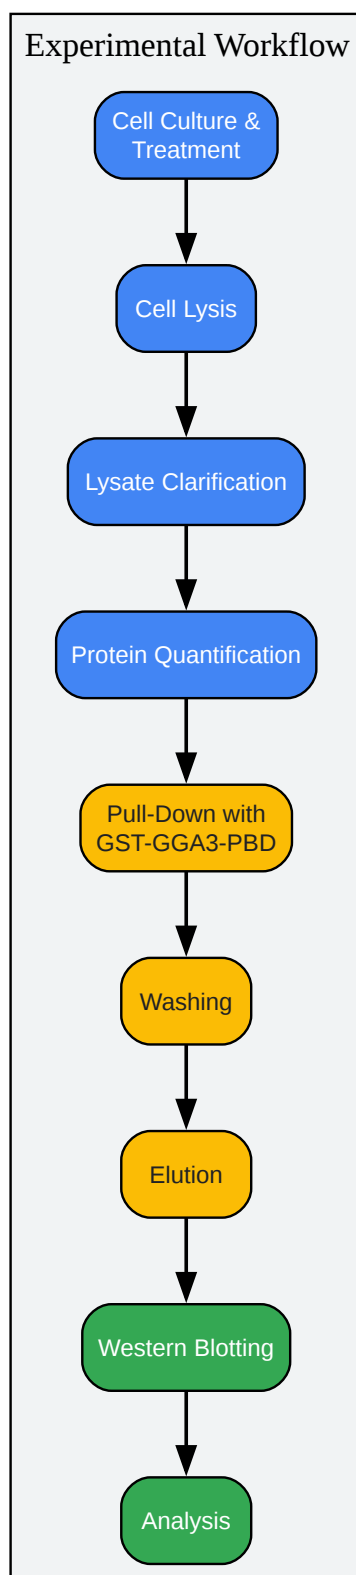 Experimental Workflow
Cell Culture &
Treatment
Cell Lysis
Lysate Clarification
Protein Quantification
Pull-Down with
GST-GGA3-PBD
Washing
Elution
Western Blotting
Analysis